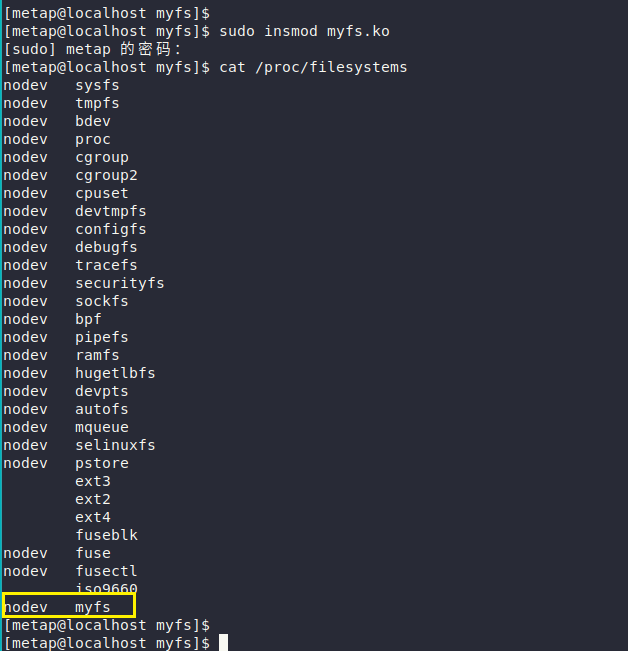 [metap@localhost myfs]$
[metap@localhost myfs]$ sudo insmod myfs.ko
[sudo] metap 的密码：
[metap@localhost myfs]$ cat /proc/filesystems
nodev   sysfs
nodev   tmpfs
nodev   bdev
nodev   proc
nodev   cgroup
nodev   cgroup2
nodev   cpuset
nodev   devtmpfs
nodev   configfs
nodev   debugfs
nodev   tracefs
nodev   securityfs
nodev   sockfs
nodev   bpf
nodev   pipefs
nodev   ramfs
nodev   hugetlbfs
nodev   devpts
nodev   autofs
nodev   mqueue
nodev   selinuxfs
nodev   pstore
        ext3
        ext2
        ext4
        fuseblk
nodev   fuse
nodev   fusectl
        iso9660
nodev   myfs
[metap@localhost myfs]$
[metap@localhost myfs]$